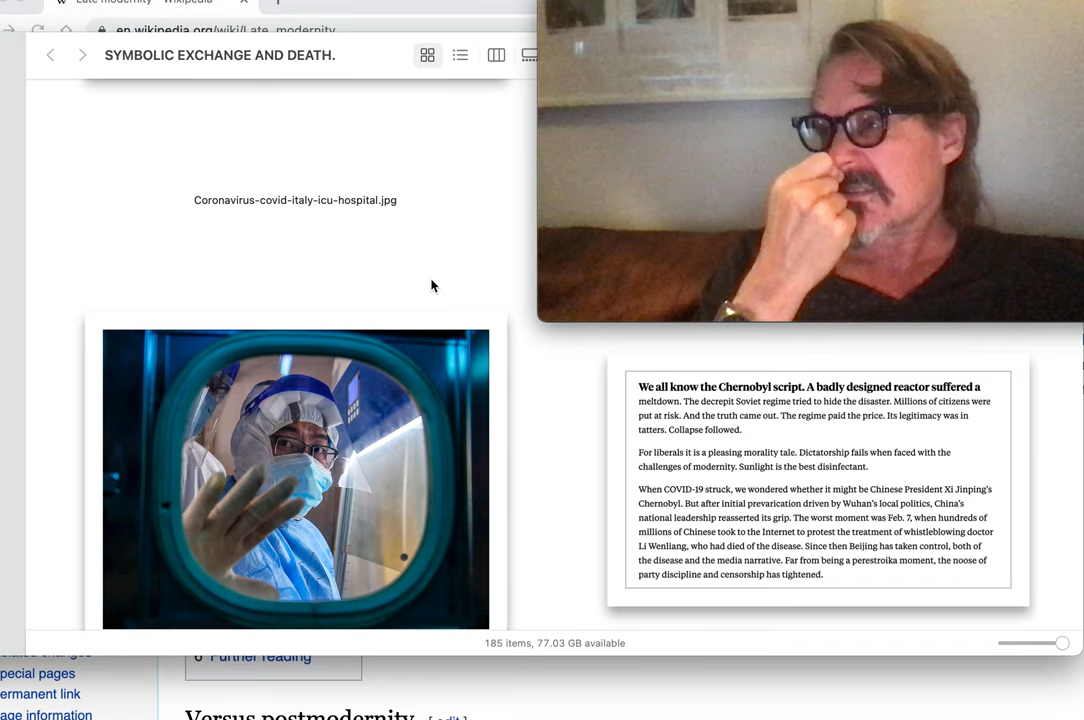 Late modernity - Wikipedia
en.wikipedia.org/wiki/Late_modernity
SYMBOLIC EXCHANGE AND DEATH.
Coronavirus-covid-italy-icu-hospital.jpg
We all know the Chernobyl script. A badly designed reactor suffered a
meltdown. The decrepit Soviet regime tried to hide the disaster. Millions of citizens were
put at risk. And the truth came out. The regime paid the price. Its legitimacy was in
tatters. Collapse followed.
For liberals it is a pleasing morality tale. Dictatorship fails when faced with the
challenges of modernity. Sunlight is the best disinfectant.
When COVID-19 struck, we wondered whether it might be Chinese President Xi Jinping's
Chernobyl. But after initial prevarication driven by Wuhan's local politics, China's
national leadership reasserted its grip. The worst moment was Feb. 7, when hundreds of
millions of Chinese took to the Internet to protest the treatment of whistleblowing doctor
Li Wenliang, who had died of the disease. Since then Beijing has taken control, both of
the disease and the media narrative. Far from being a perestroika moment, the noose of
party discipline and censorship has tightened.
185 items, 77.03 GB available
elated changes
pecial pages
ermanent link
age information
6 Further reading
Versus postmodernity [ edit ]